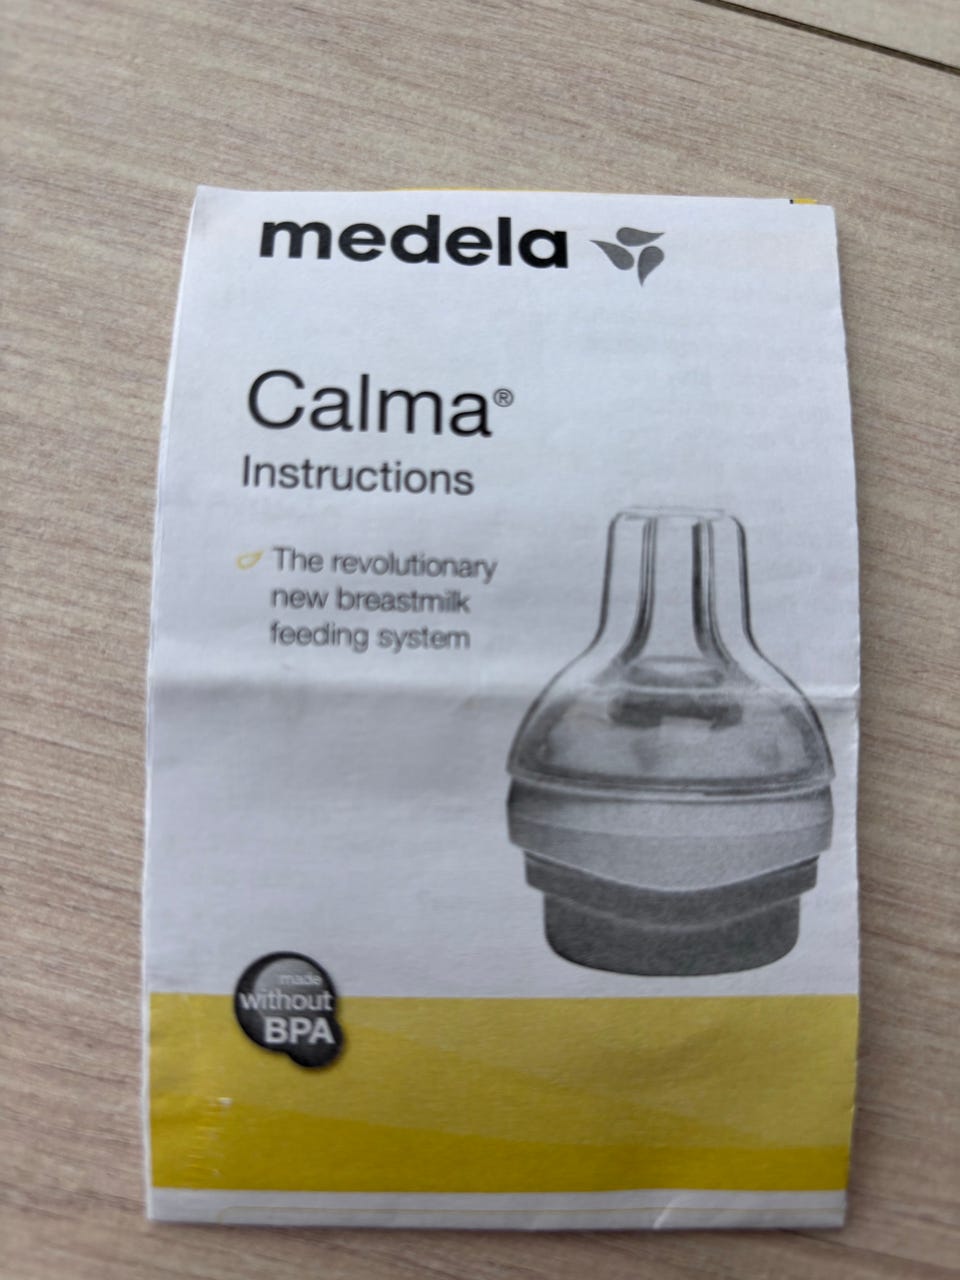 medela
Calma®
Instructions
The revolutionary
new breastmilk
feeding system
made
without
BPA